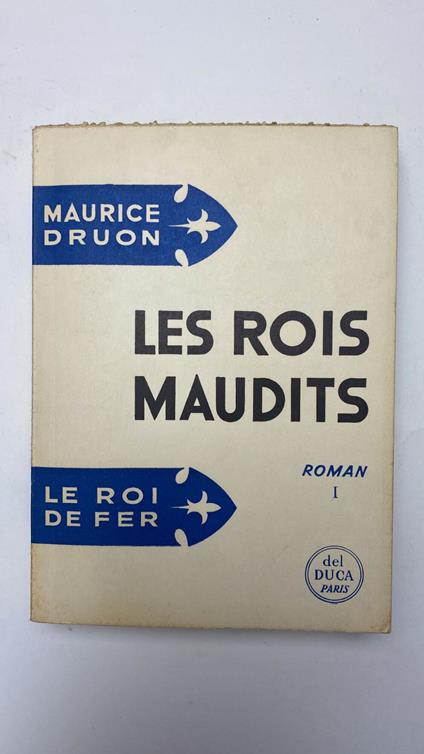 MAURICE
DRUON
LES ROIS
MAUDITS
ROMAN
I
LE ROI
DE FER
del
DUCA
PARIS